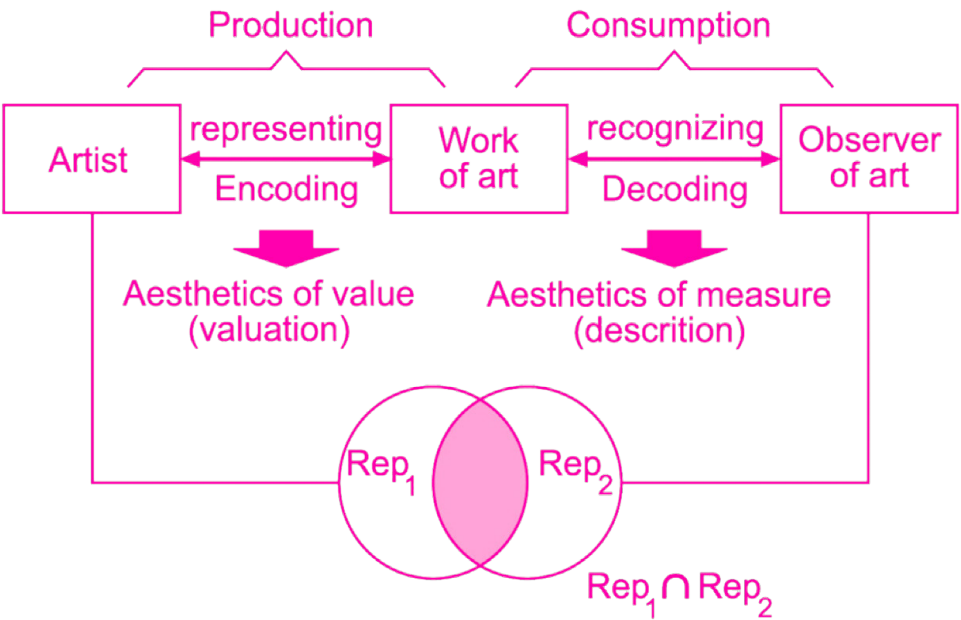 Production
Consumption
Artist
representing
Encoding
Work
of art
recognizing
Decoding
Observer
of art
Aesthetics of value
(valuation)
Aesthetics of measure
(descrition)
Rep₁
Rep₂
Rep₁ ∩ Rep₂